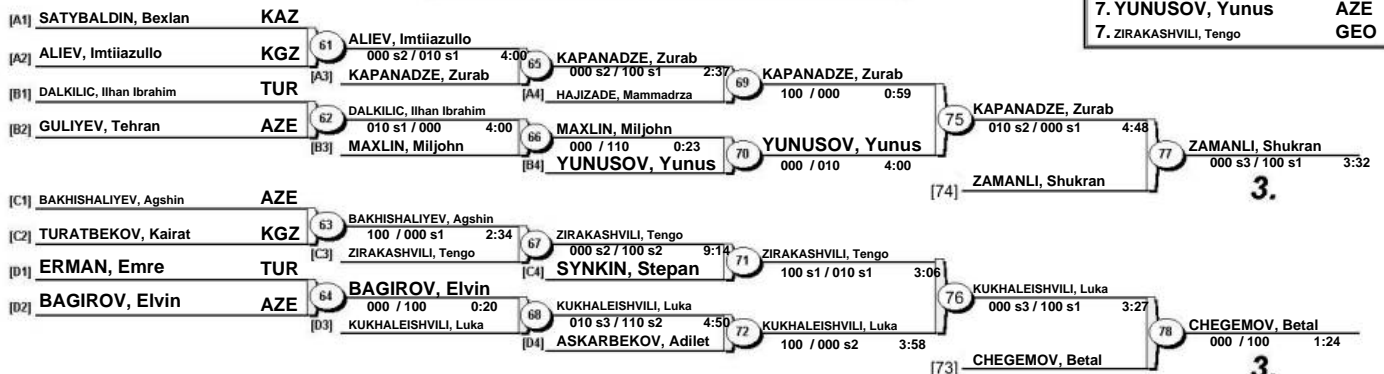 7. YUNUSOV, Yunus AZE
7. ZIRAKASHVILI, Tengo GEO
[A1] SATYBALDIN, Bexlan KAZ
61 ALIEV, Imtiiazullo
000 s2 / 010 s1 4:00
[A2] ALIEV, Imtiiazullo KGZ
[A3] KAPANADZE, Zurab
65 KAPANADZE, Zurab
000 s2 / 100 s1 2:37
[A4] HAJIZADE, Mammadrza
69 KAPANADZE, Zurab
100 / 000 0:59
[B1] DALKILIC, Ilhan Ibrahim TUR
62 DALKILIC, Ilhan Ibrahim
010 s1 / 000 4:00
[B2] GULIYEV, Tehran AZE
[B3] MAXLIN, Miljohn
66 MAXLIN, Miljohn
000 / 110 0:23
[B4] YUNUSOV, Yunus
70 YUNUSOV, Yunus
000 / 010 4:00
75 KAPANADZE, Zurab
010 s2 / 000 s1 4:48
[74] ZAMANLI, Shukran
77 ZAMANLI, Shukran
000 s3 / 100 s1 3:32
3.
[C1] BAKHISHALIYEV, Agshin AZE
63 BAKHISHALIYEV, Agshin
100 / 000 s1 2:34
[C2] TURATBEKOV, Kairat KGZ
[C3] ZIRAKASHVILI, Tengo
67 ZIRAKASHVILI, Tengo
000 s2 / 100 s2 9:14
[C4] SYNKIN, Stepan
71 ZIRAKASHVILI, Tengo
100 s1 / 010 s1 3:06
[D1] ERMAN, Emre TUR
64 BAGIROV, Elvin
000 / 100 0:20
[D2] BAGIROV, Elvin AZE
[D3] KUKHALEISHVILI, Luka
68 KUKHALEISHVILI, Luka
010 s3 / 110 s2 4:50
[D4] ASKARBEKOV, Adilet
72 KUKHALEISHVILI, Luka
100 / 000 s2 3:58
76 KUKHALEISHVILI, Luka
000 s3 / 100 s1 3:27
[73] CHEGEMOV, Betal
78 CHEGEMOV, Betal
000 / 100 1:24
3.